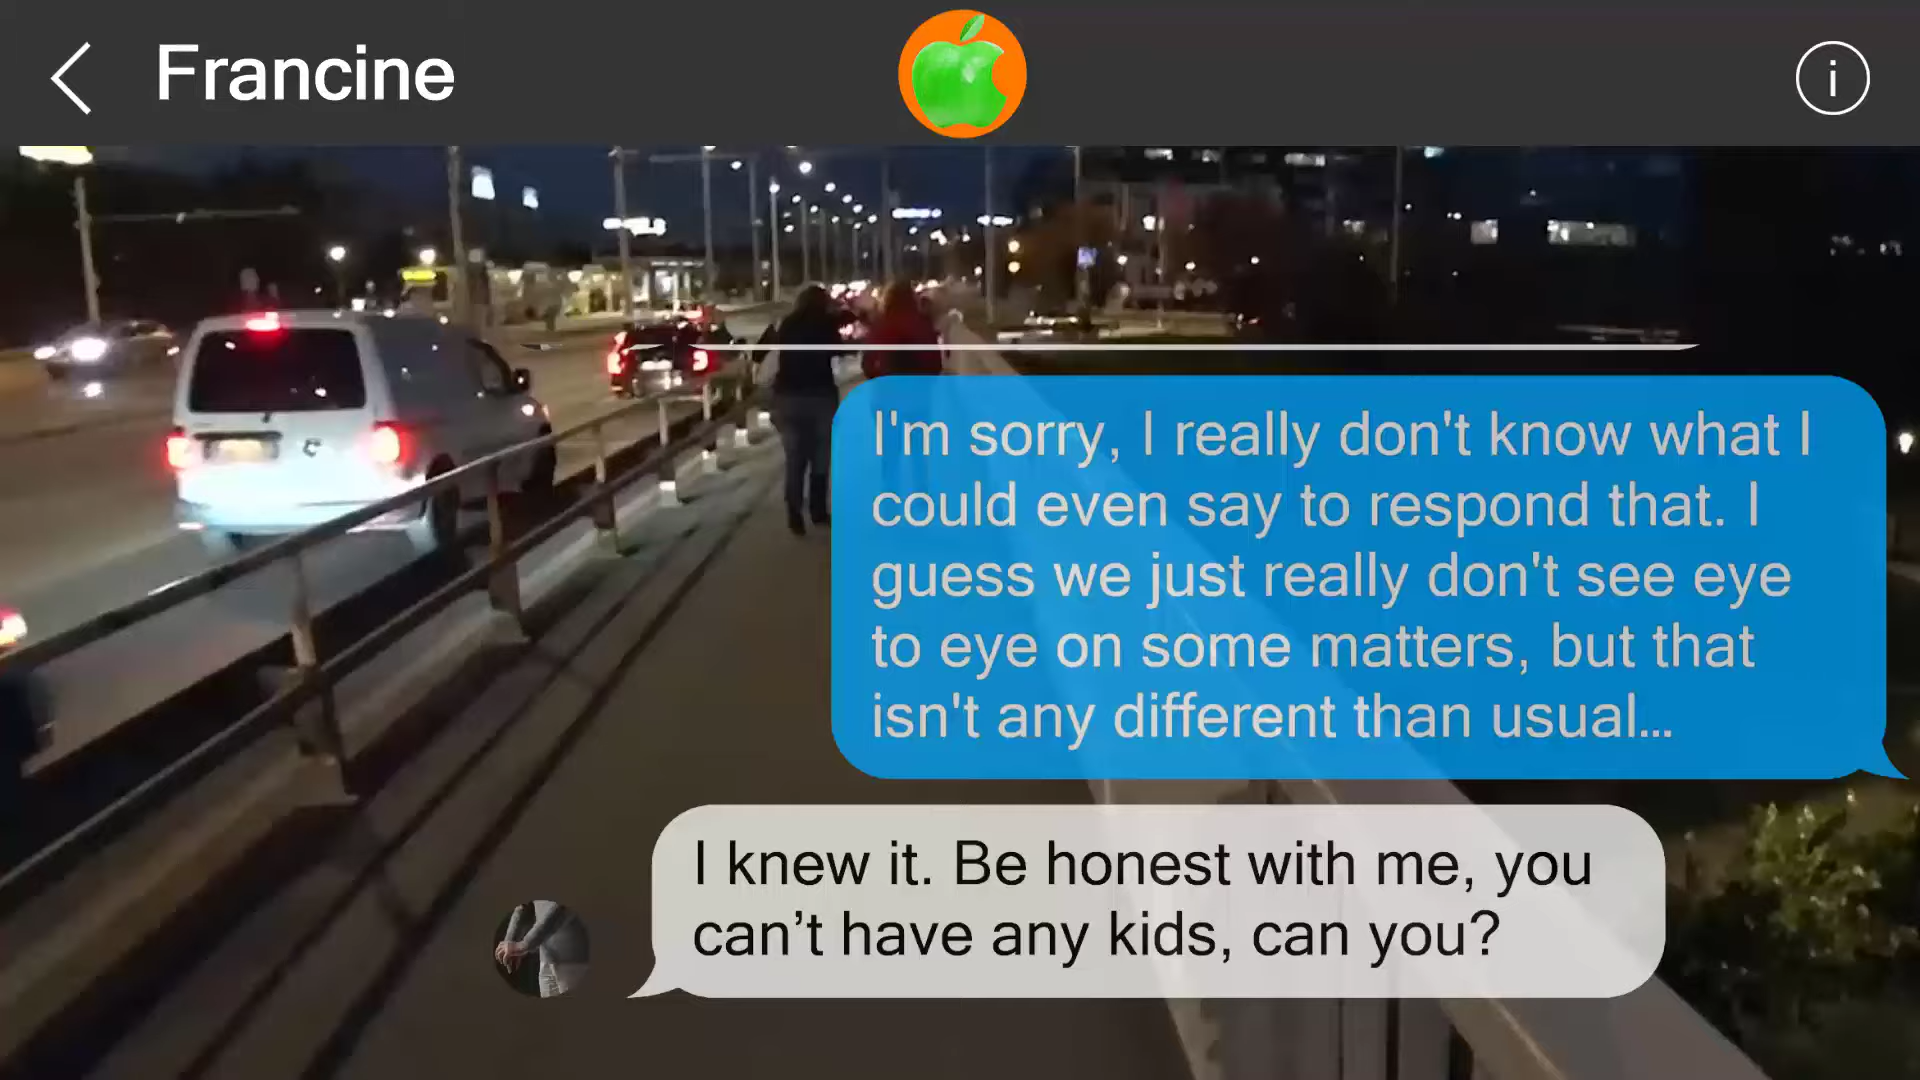 Francine
I'm sorry, I really don't know what I
could even say to respond that. I
guess we just really don't see eye
to eye on some matters, but that
isn't any different than usual...
I knew it. Be honest with me, you
can’t have any kids, can you?